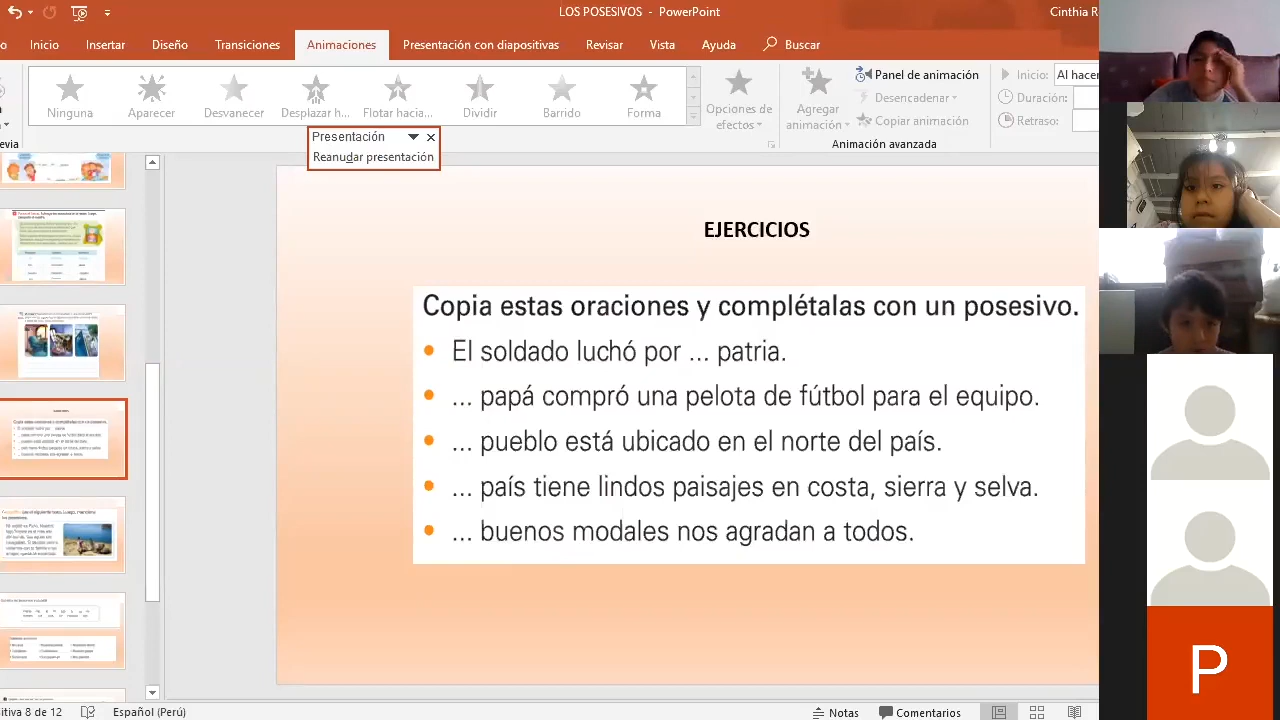 LOS POSESIVOS - PowerPoint
Cinthia R
Inicio Insertar Diseño Transiciones Animaciones Presentación con diapositivas Revisar Vista Ayuda Buscar
Ninguna Aparecer Desvanecer Desplazar h... Flotar hacia... Dividir Barrido Forma
Opciones de efectos
Agregar animación
Panel de animación
Desencadenar
Copiar animación
Inicio: Al hacer
Duración:
Retraso:
evia
Animación avanzada
Presentación
Reanudar presentación
EJERCICIOS
Copia estas oraciones y complétalas con un posesivo.
• El soldado luchó por ... patria.
• ... papá compró una pelota de fútbol para el equipo.
• ... pueblo está ubicado en el norte del país.
• ... país tiene lindos paisajes en costa, sierra y selva.
• ... buenos modales nos agradan a todos.
P
itiva 8 de 12 Español (Perú) Notas Comentarios